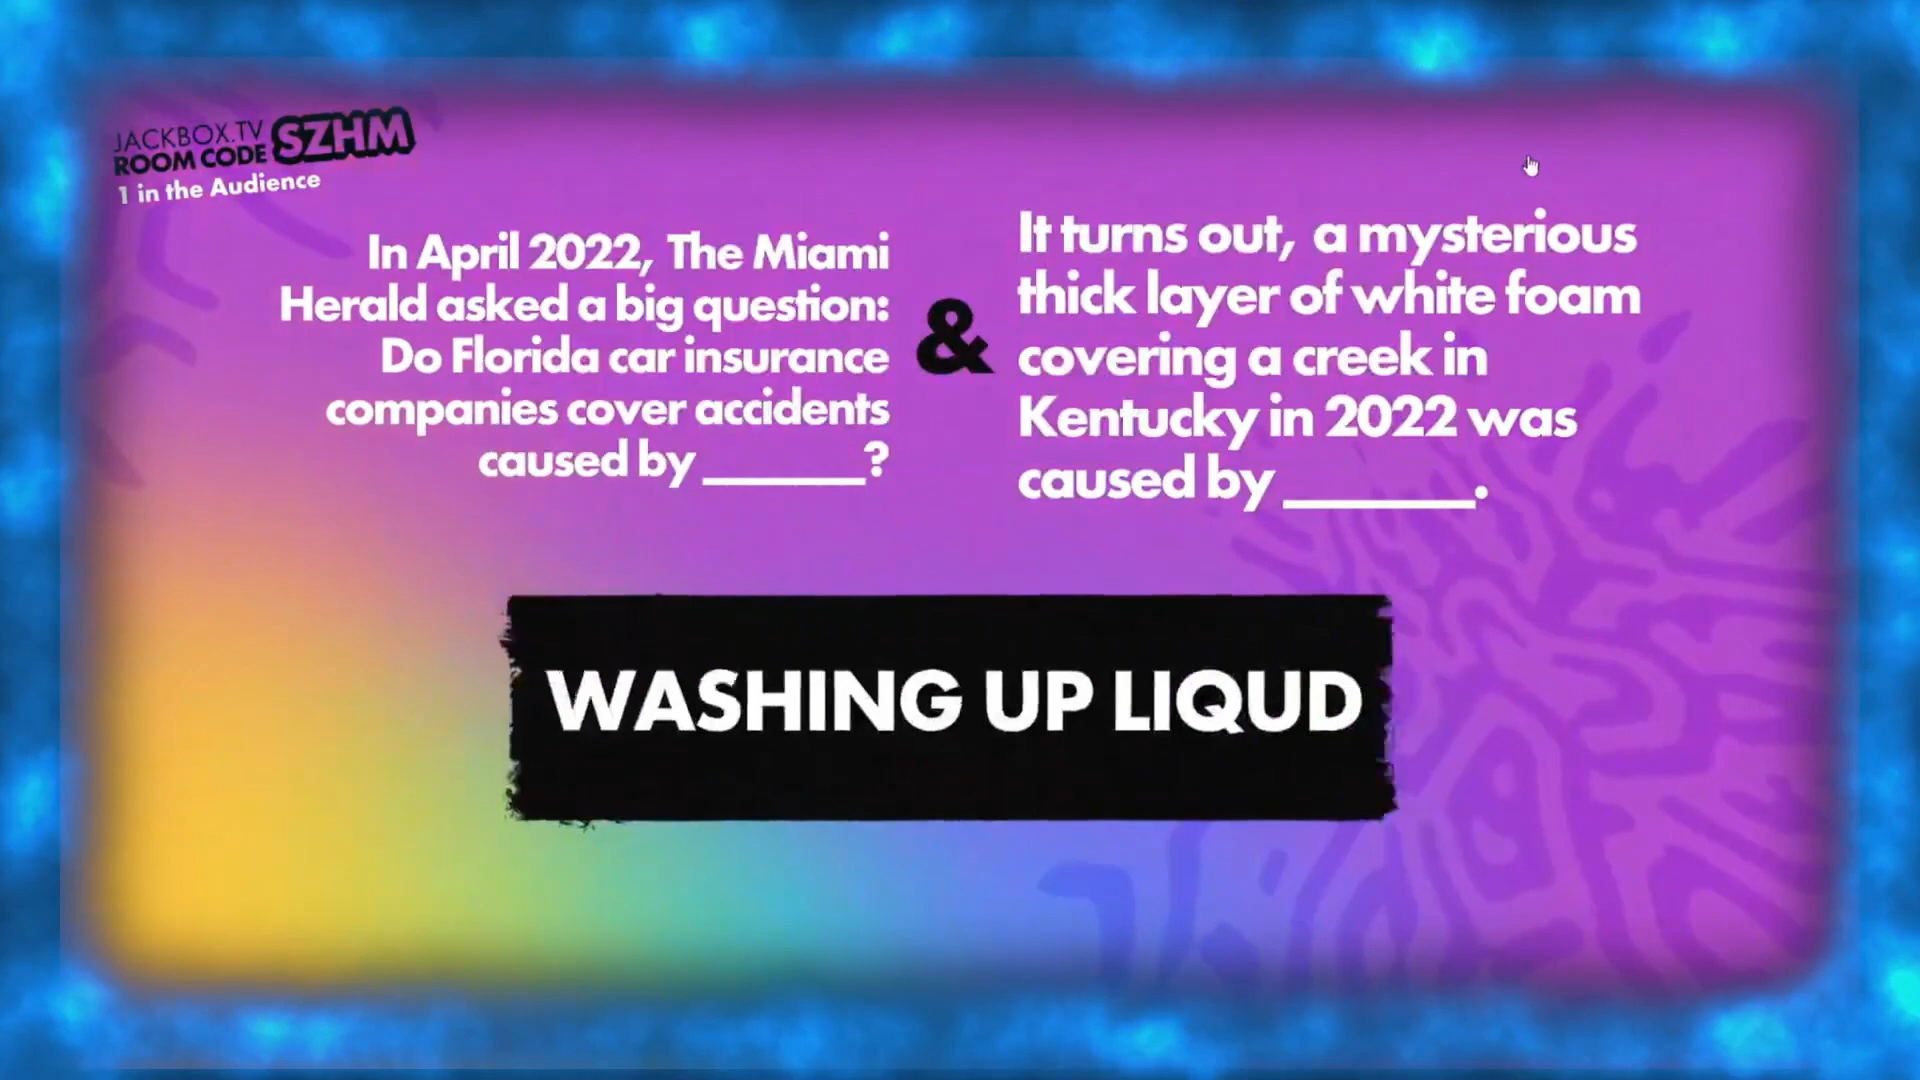 JACKBOX.TV
ROOM CODE SZHM
1 in the Audience
In April 2022, The Miami
Herald asked a big question:
Do Florida car insurance
companies cover accidents
caused by _______?
&
It turns out, a mysterious
thick layer of white foam
covering a creek in
Kentucky in 2022 was
caused by _______.
WASHING UP LIQUD